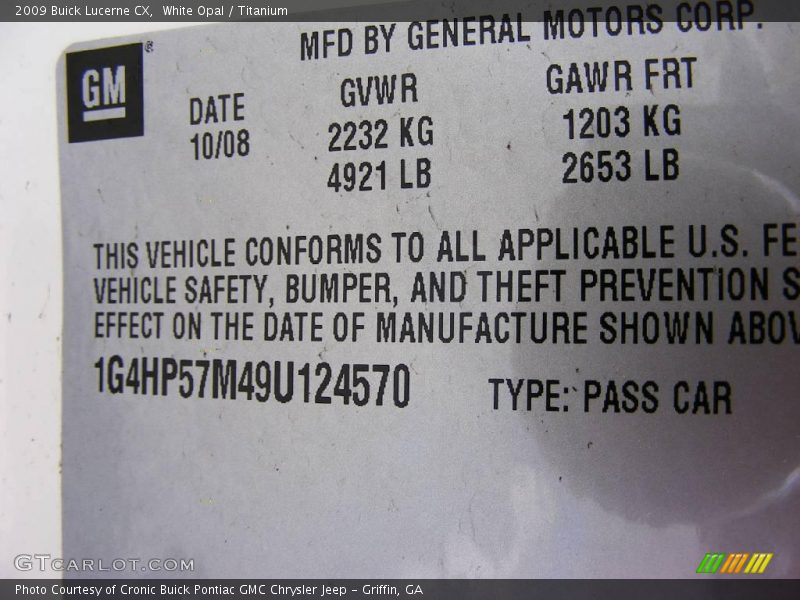 2009 Buick Lucerne CX, White Opal / Titanium
MFD BY GENERAL MOTORS CORP.
GM ®
DATE
10/08
GVWR
2232 KG
4921 LB
GAWR FRT
1203 KG
2653 LB
THIS VEHICLE CONFORMS TO ALL APPLICABLE U.S. FE
VEHICLE SAFETY, BUMPER, AND THEFT PREVENTION S
EFFECT ON THE DATE OF MANUFACTURE SHOWN ABOV
1G4HP57M49U124570
TYPE: PASS CAR
GTCARLOT.COM
Photo Courtesy of Cronic Buick Pontiac GMC Chrysler Jeep - Griffin, GA